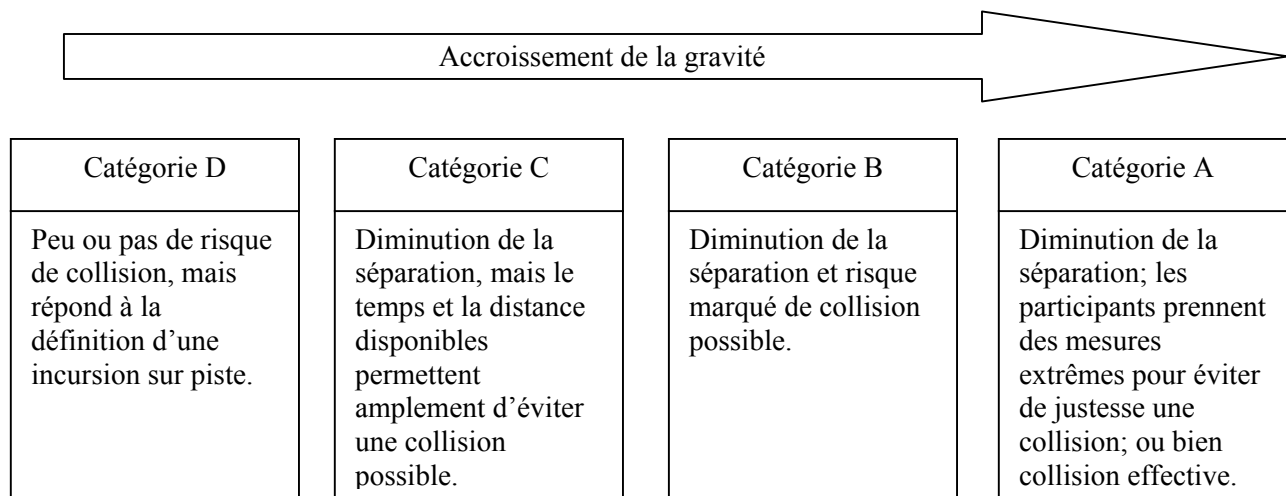 Accroissement de la gravité
Catégorie D
Peu ou pas de risque
de collision, mais
répond à la
définition d’une
incursion sur piste.
Catégorie C
Diminution de la
séparation, mais le
temps et la distance
disponibles
permettent
amplement d’éviter
une collision
possible.
Catégorie B
Diminution de la
séparation et risque
marqué de collision
possible.
Catégorie A
Diminution de la
séparation; les
participants prennent
des mesures
extrêmes pour éviter
de justesse une
collision; ou bien
collision effective.